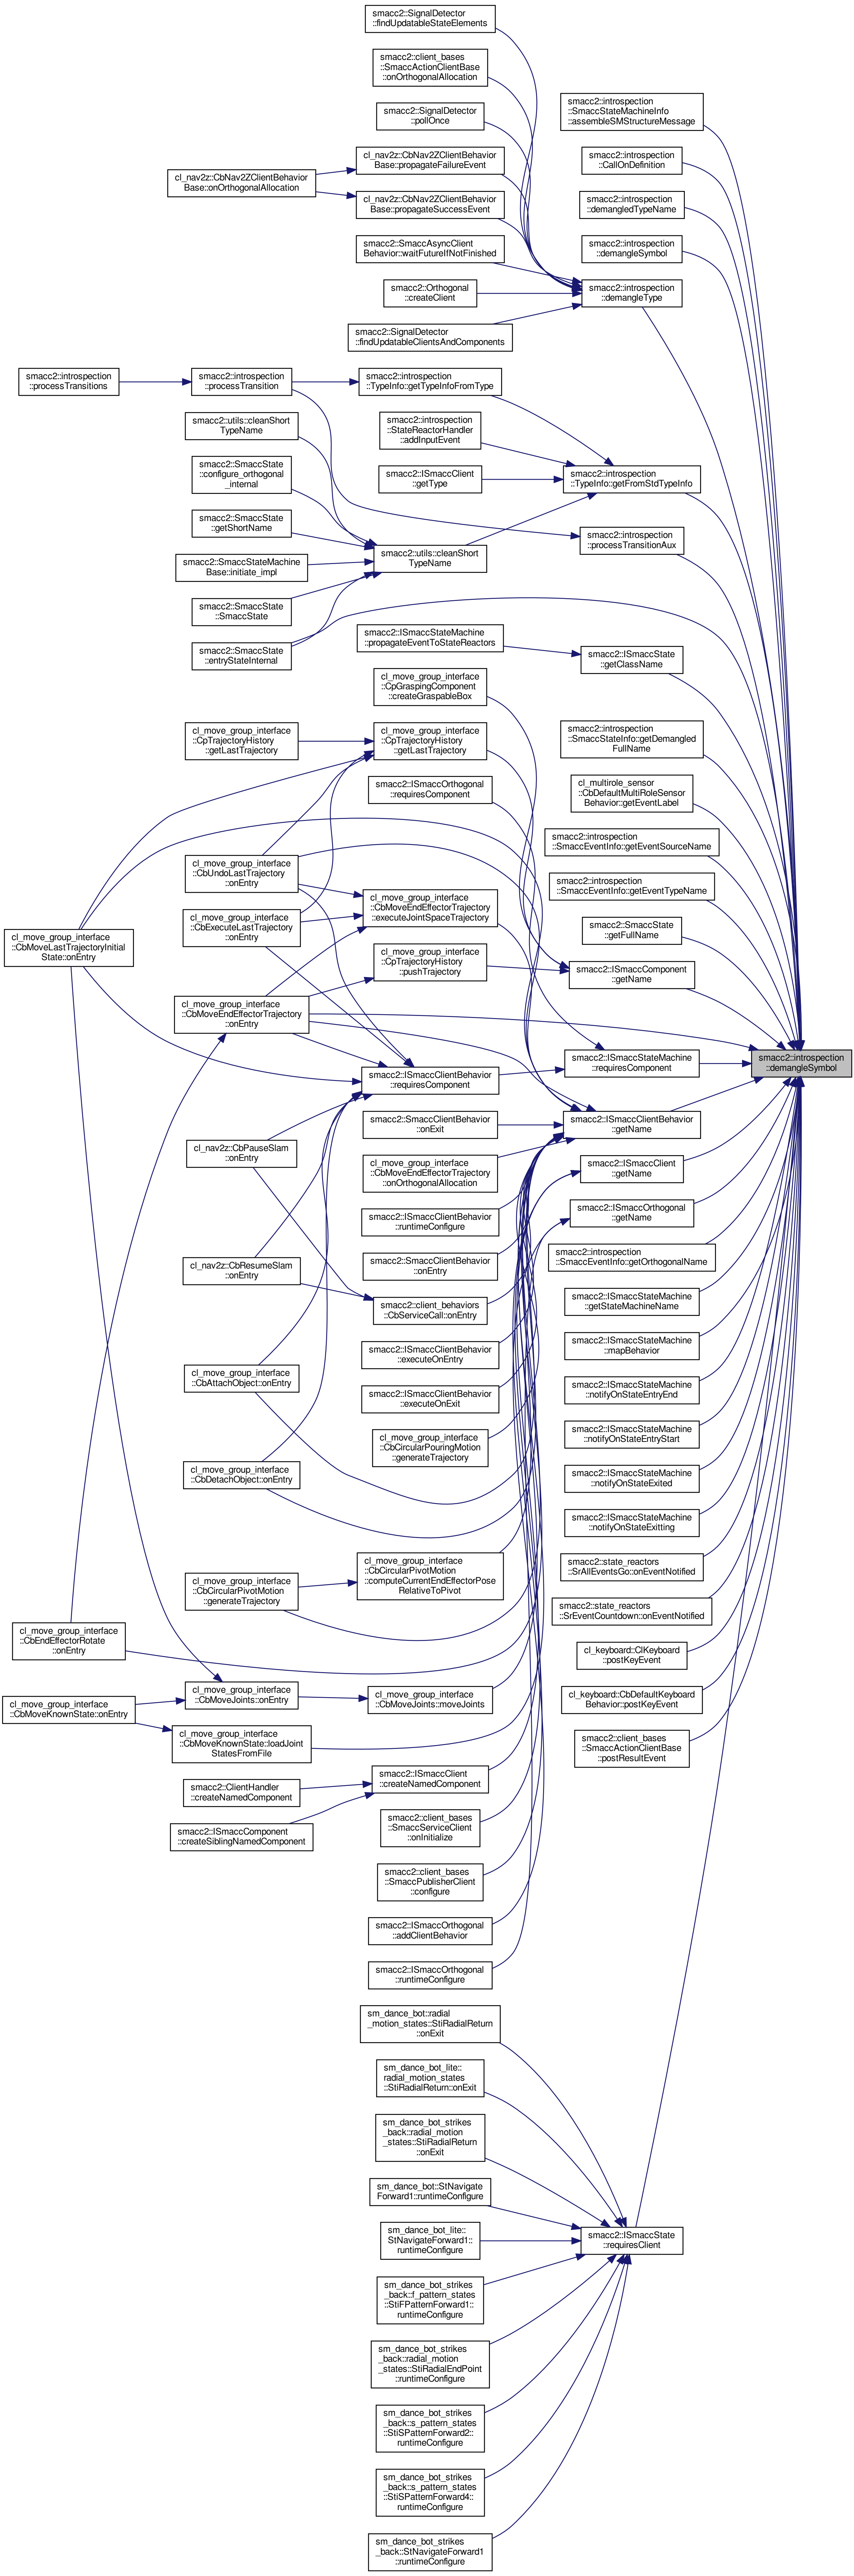 smacc2::SignalDetector
::findUpdatableStateElements
smacc2::client_bases
::SmaccActionClientBase
::onOrthogonalAllocation
smacc2::introspection
::SmaccStateMachineInfo
::assembleSMStructureMessage
smacc2::SignalDetector
::pollOnce
cl_nav2z::CbNav2ZClientBehavior
Base::propagateFailureEvent
smacc2::introspection
::CallOnDefinition
cl_nav2z::CbNav2ZClientBehavior
Base::onOrthogonalAllocation
cl_nav2z::CbNav2ZClientBehavior
Base::propagateSuccessEvent
smacc2::introspection
::demangledTypeName
smacc2::SmaccAsyncClient
Behavior::waitFutureIfNotFinished
smacc2::introspection
::demangleSymbol
smacc2::Orthogonal
::createClient
smacc2::introspection
::demangleType
smacc2::SignalDetector
::findUpdatableClientsAndComponents
smacc2::introspection
::processTransitions
smacc2::introspection
::processTransition
smacc2::introspection
::TypeInfo::getTypeInfoFromType
smacc2::utils::cleanShort
TypeName
smacc2::introspection
::StateReactorHandler
::addInputEvent
smacc2::SmaccState
::configure_orthogonal
_internal
smacc2::ISmaccClient
::getType
smacc2::introspection
::TypeInfo::getFromStdTypeInfo
smacc2::SmaccState
::getShortName
smacc2::introspection
::processTransitionAux
smacc2::SmaccStateMachine
Base::initiate_impl
smacc2::utils::cleanShort
TypeName
smacc2::SmaccState
::SmaccState
smacc2::SmaccState
::entryStateInternal
smacc2::ISmaccStateMachine
::propagateEventToStateReactors
smacc2::ISmaccState
::getClassName
cl_move_group_interface
::CpGraspingComponent
::createGraspableBox
cl_move_group_interface
::CpTrajectoryHistory
::getLastTrajectory
cl_move_group_interface
::CpTrajectoryHistory
::getLastTrajectory
smacc2::introspection
::SmaccStateInfo::getDemangled
FullName
smacc2::ISmaccOrthogonal
::requiresComponent
cl_multirole_sensor
::CbDefaultMultiRoleSensor
Behavior::getEventLabel
smacc2::introspection
::SmaccEventInfo::getEventSourceName
cl_move_group_interface
::CbUndoLastTrajectory
::onEntry
smacc2::introspection
::SmaccEventInfo::getEventTypeName
cl_move_group_interface
::CbMoveEndEffectorTrajectory
::executeJointSpaceTrajectory
cl_move_group_interface
::CbExecuteLastTrajectory
::onEntry
smacc2::SmaccState
::getFullName
cl_move_group_interface
::CbMoveLastTrajectoryInitial
State::onEntry
cl_move_group_interface
::CpTrajectoryHistory
::pushTrajectory
smacc2::ISmaccComponent
::getName
cl_move_group_interface
::CbMoveEndEffectorTrajectory
::onEntry
smacc2::ISmaccStateMachine
::requiresComponent
smacc2::introspection
::demangleSymbol
smacc2::ISmaccClientBehavior
::requiresComponent
smacc2::SmaccClientBehavior
::onExit
smacc2::ISmaccClientBehavior
::getName
cl_nav2z::CbPauseSlam
::onEntry
cl_move_group_interface
::CbMoveEndEffectorTrajectory
::onOrthogonalAllocation
smacc2::ISmaccClient
::getName
smacc2::ISmaccClientBehavior
::runtimeConfigure
smacc2::ISmaccOrthogonal
::getName
cl_nav2z::CbResumeSlam
::onEntry
smacc2::SmaccClientBehavior
::onEntry
smacc2::introspection
::SmaccEventInfo::getOrthogonalName
smacc2::client_behaviors
::CbServiceCall::onEntry
smacc2::ISmaccStateMachine
::getStateMachineName
smacc2::ISmaccClientBehavior
::executeOnEntry
smacc2::ISmaccStateMachine
::mapBehavior
cl_move_group_interface
::CbAttachObject::onEntry
smacc2::ISmaccClientBehavior
::executeOnExit
smacc2::ISmaccStateMachine
::notifyOnStateEntryEnd
cl_move_group_interface
::CbCircularPouringMotion
::generateTrajectory
smacc2::ISmaccStateMachine
::notifyOnStateEntryStart
cl_move_group_interface
::CbDetachObject::onEntry
smacc2::ISmaccStateMachine
::notifyOnStateExited
smacc2::ISmaccStateMachine
::notifyOnStateExitting
cl_move_group_interface
::CbCircularPivotMotion
::generateTrajectory
cl_move_group_interface
::CbCircularPivotMotion
::computeCurrentEndEffectorPose
RelativeToPivot
smacc2::state_reactors
::SrAllEventsGo::onEventNotified
smacc2::state_reactors
::SrEventCountdown::onEventNotified
cl_move_group_interface
::CbEndEffectorRotate
::onEntry
cl_keyboard::ClKeyboard
::postKeyEvent
cl_move_group_interface
::CbMoveJoints::onEntry
cl_move_group_interface
::CbMoveJoints::moveJoints
cl_keyboard::CbDefaultKeyboard
Behavior::postKeyEvent
cl_move_group_interface
::CbMoveKnownState::onEntry
cl_move_group_interface
::CbMoveKnownState::loadJoint
StatesFromFile
smacc2::client_bases
::SmaccActionClientBase
::postResultEvent
smacc2::ClientHandler
::createNamedComponent
smacc2::ISmaccClient
::createNamedComponent
smacc2::ISmaccComponent
::createSiblingNamedComponent
smacc2::client_bases
::SmaccServiceClient
::onInitialize
smacc2::client_bases
::SmaccPublisherClient
::configure
smacc2::ISmaccOrthogonal
::addClientBehavior
smacc2::ISmaccOrthogonal
::runtimeConfigure
sm_dance_bot::radial
_motion_states::StiRadialReturn
::onExit
sm_dance_bot_lite::
radial_motion_states
::StiRadialReturn::onExit
sm_dance_bot_strikes
_back::radial_motion
_states::StiRadialReturn
::onExit
sm_dance_bot::StNavigate
Forward1::runtimeConfigure
sm_dance_bot_lite::
StNavigateForward1::
runtimeConfigure
smacc2::ISmaccState
::requiresClient
sm_dance_bot_strikes
_back::f_pattern_states
::StiFPatternForward1::
runtimeConfigure
sm_dance_bot_strikes
_back::radial_motion
_states::StiRadialEndPoint
::runtimeConfigure
sm_dance_bot_strikes
_back::s_pattern_states
::StiSPatternForward2::
runtimeConfigure
sm_dance_bot_strikes
_back::s_pattern_states
::StiSPatternForward4::
runtimeConfigure
sm_dance_bot_strikes
_back::StNavigateForward1
::runtimeConfigure